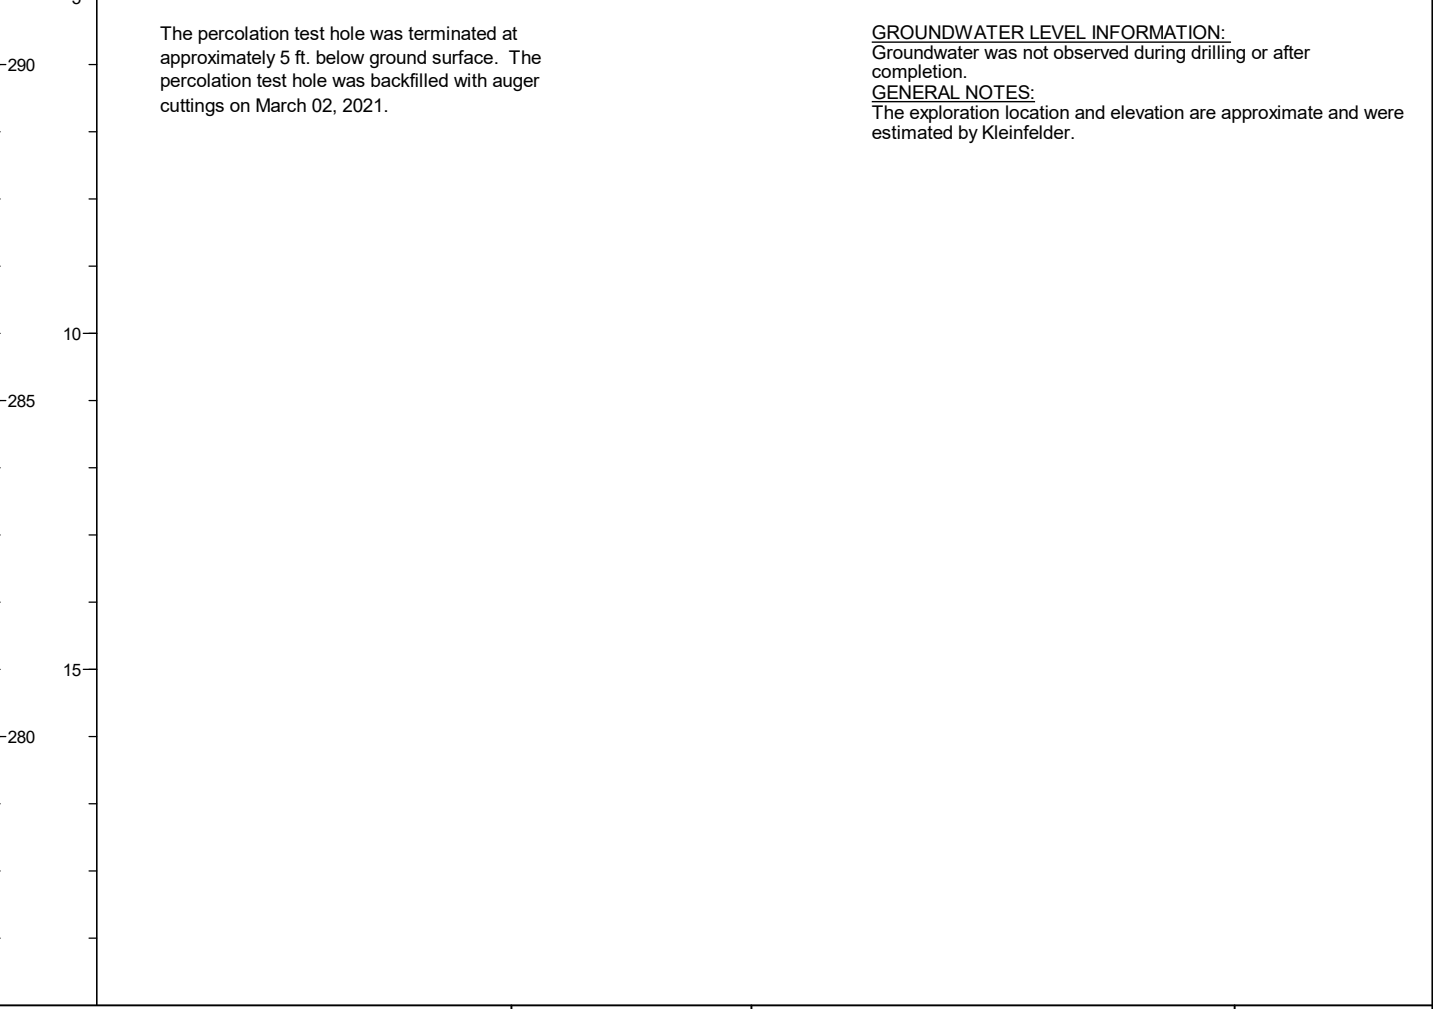 The percolation test hole was terminated at
approximately 5 ft. below ground surface.  The
percolation test hole was backfilled with auger
cuttings on March 02, 2021.
GROUNDWATER LEVEL INFORMATION:
Groundwater was not observed during drilling or after
completion.
GENERAL NOTES:
The exploration location and elevation are approximate and were
estimated by Kleinfelder.
290
10
285
15
280